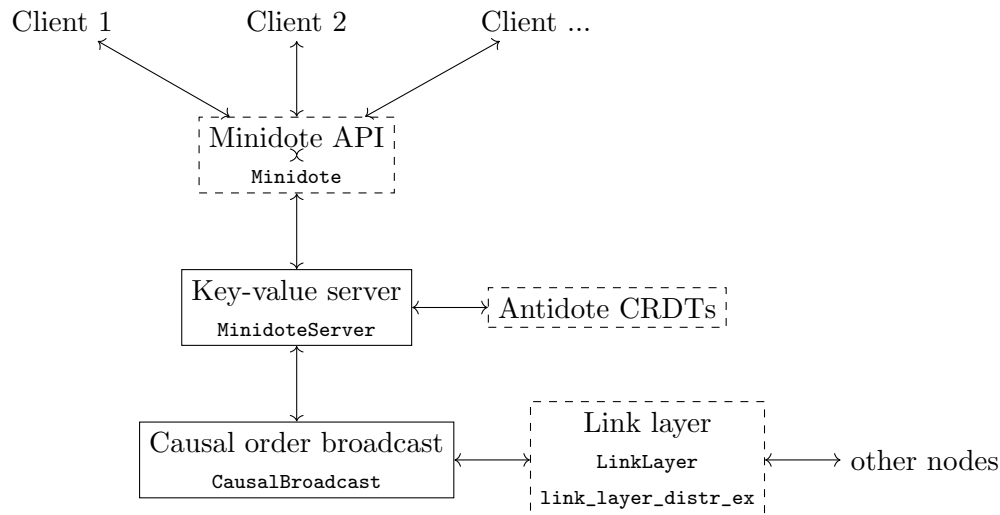 Client 1
Client 2
Client ...
Minidote API
Minidote
Key-value server
MinidoteServer
Antidote CRDTs
Causal order broadcast
CausalBroadcast
Link layer
LinkLayer
link_layer_distr_ex
other nodes